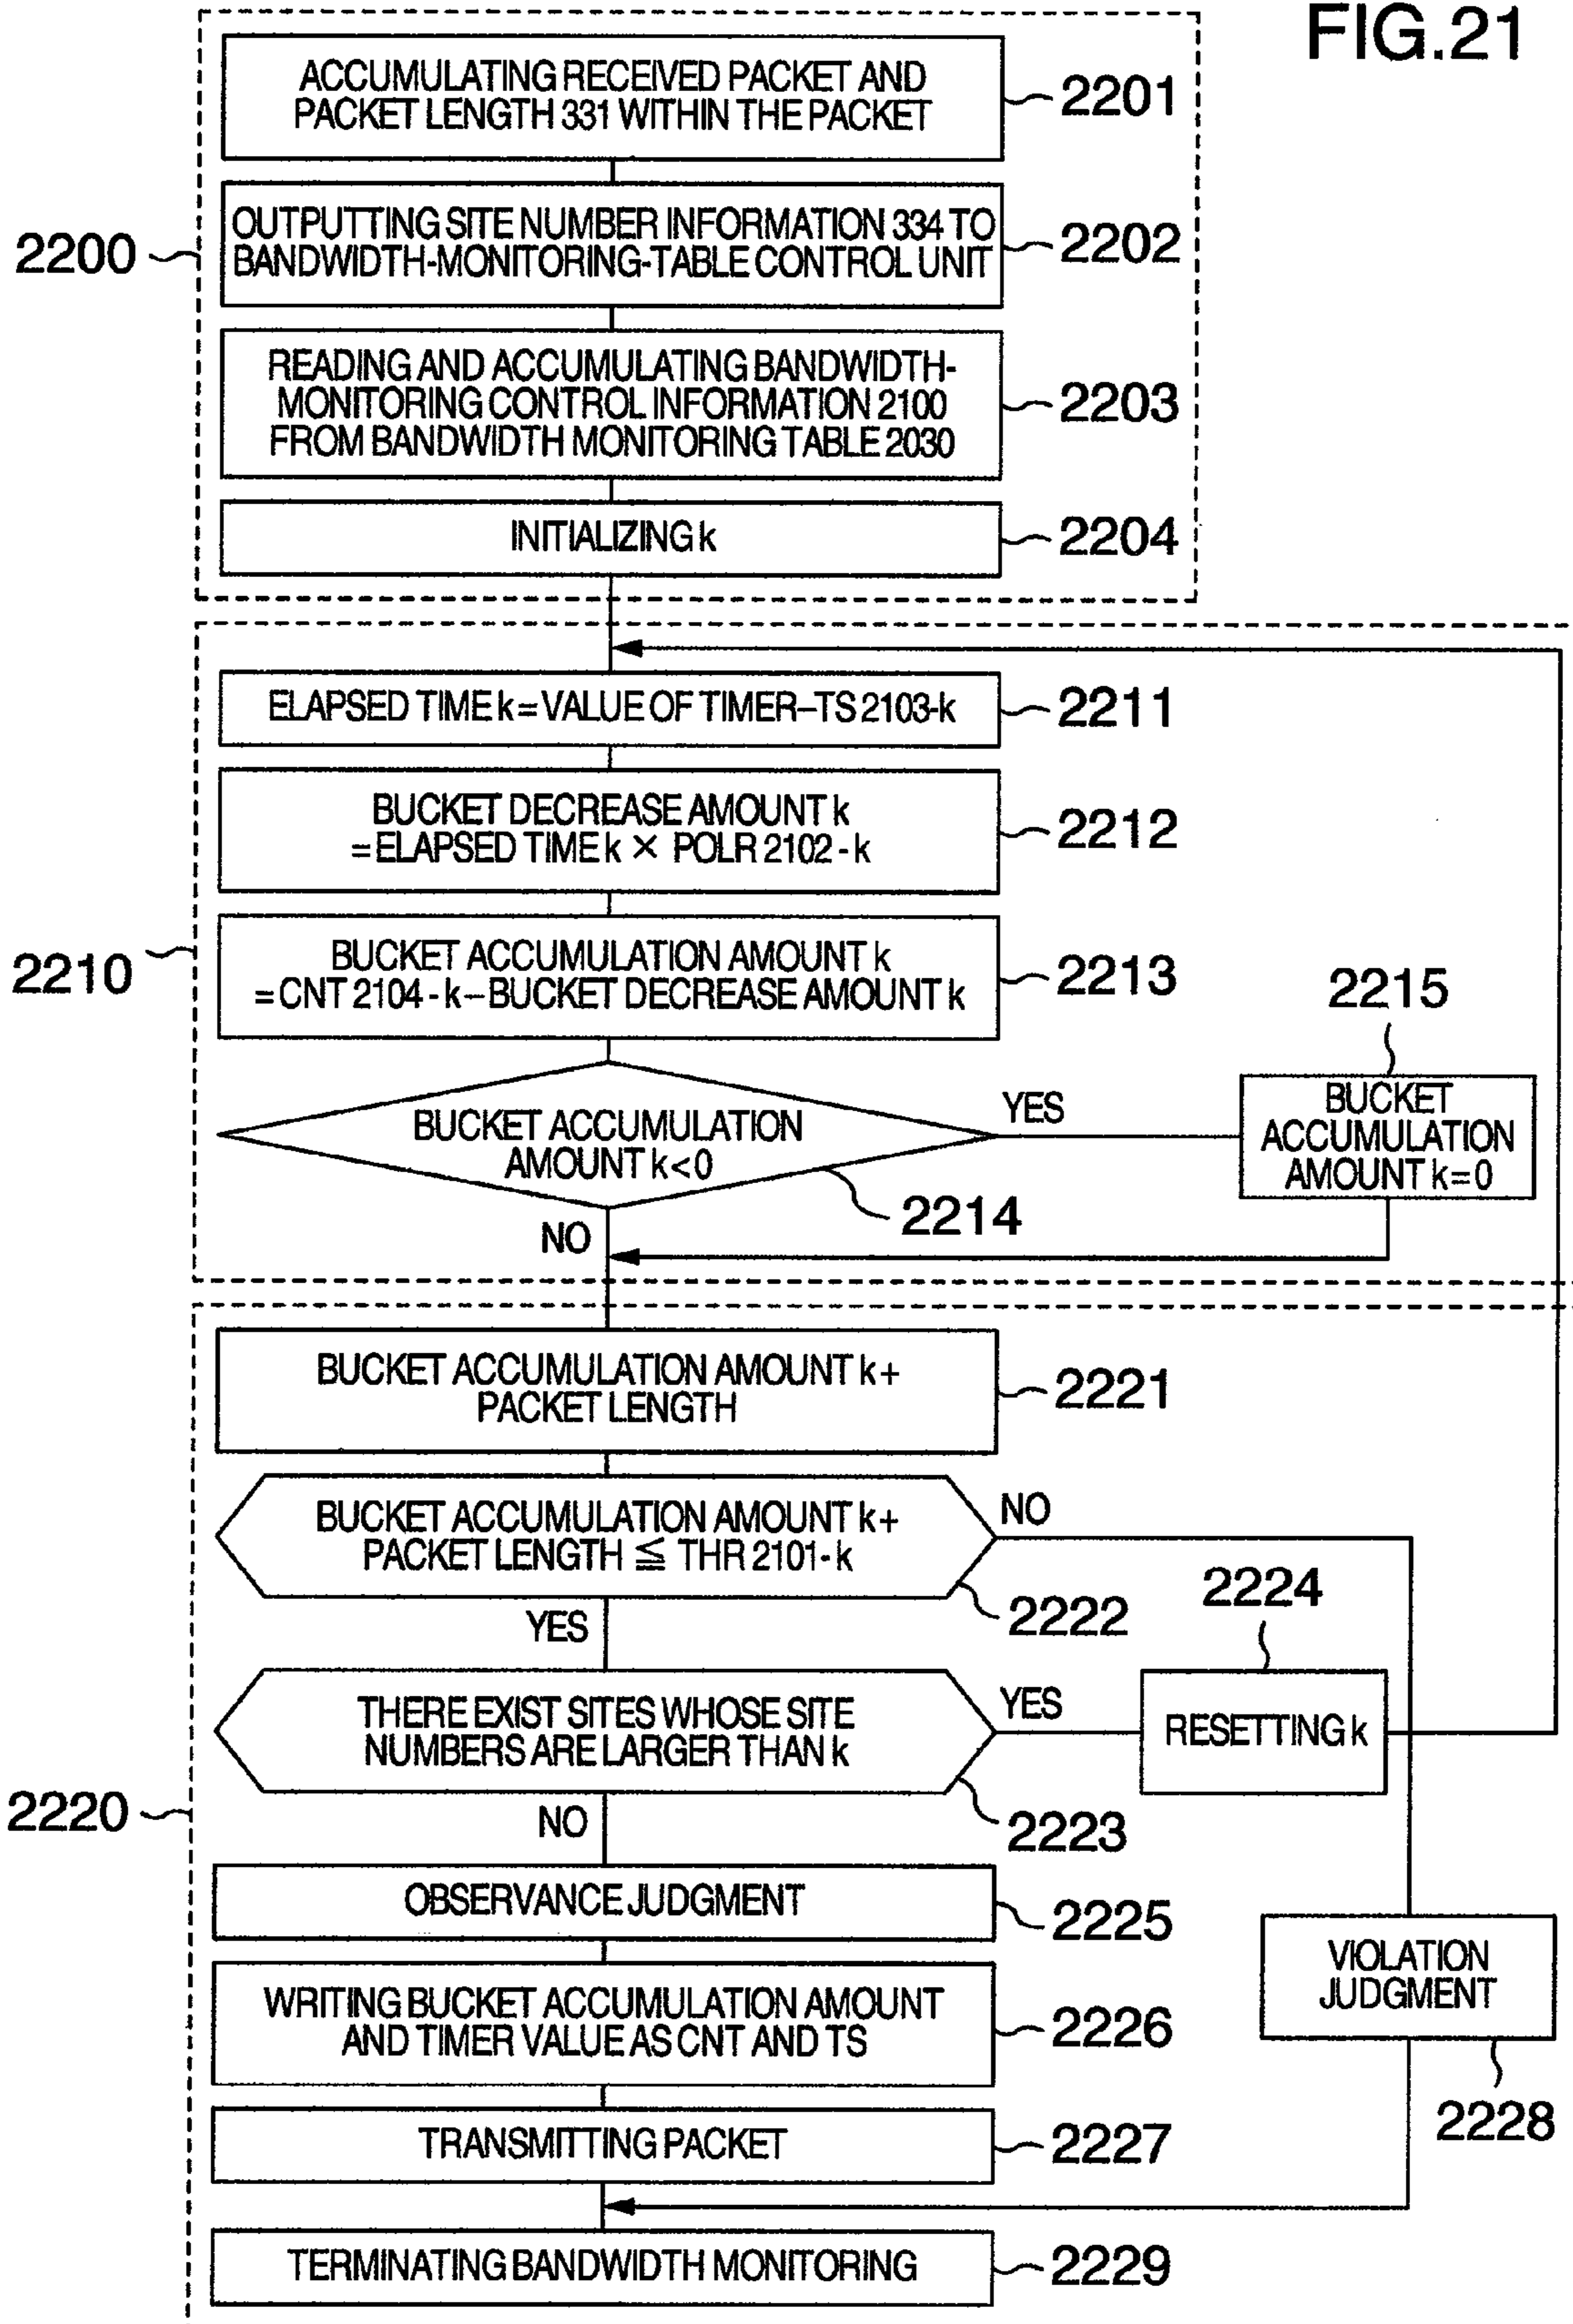 FIG.21
ACCUMULATING RECEIVED PACKET AND
PACKET LENGTH 331 WITHIN THE PACKET
2201
OUTPUTTING SITE NUMBER INFORMATION 334 TO
BANDWIDTH-MONITORING-TABLE CONTROL UNIT
2202
2200
READING AND ACCUMULATING BANDWIDTH-
MONITORING CONTROL INFORMATION 2100
FROM BANDWIDTH MONITORING TABLE 2030
2203
INITIALIZING k
2204
ELAPSED TIME k = VALUE OF TIMER–TS 2103-k
2211
BUCKET DECREASE AMOUNT k
= ELAPSED TIME k × POLR 2102 - k
2212
2210
BUCKET ACCUMULATION AMOUNT k
= CNT 2104 - k – BUCKET DECREASE AMOUNT k
2213
BUCKET ACCUMULATION
AMOUNT k < 0
2214
YES
NO
2215
BUCKET
ACCUMULATION
AMOUNT k = 0
BUCKET ACCUMULATION AMOUNT k +
PACKET LENGTH
2221
BUCKET ACCUMULATION AMOUNT k +
PACKET LENGTH ≦ THR 2101 - k
2222
NO
YES
THERE EXIST SITES WHOSE SITE
NUMBERS ARE LARGER THAN k
2223
YES
NO
2224
RESETTING k
2220
OBSERVANCE JUDGMENT
2225
WRITING BUCKET ACCUMULATION AMOUNT
AND TIMER VALUE AS CNT AND TS
2226
VIOLATION
JUDGMENT
2228
TRANSMITTING PACKET
2227
TERMINATING BANDWIDTH MONITORING
2229